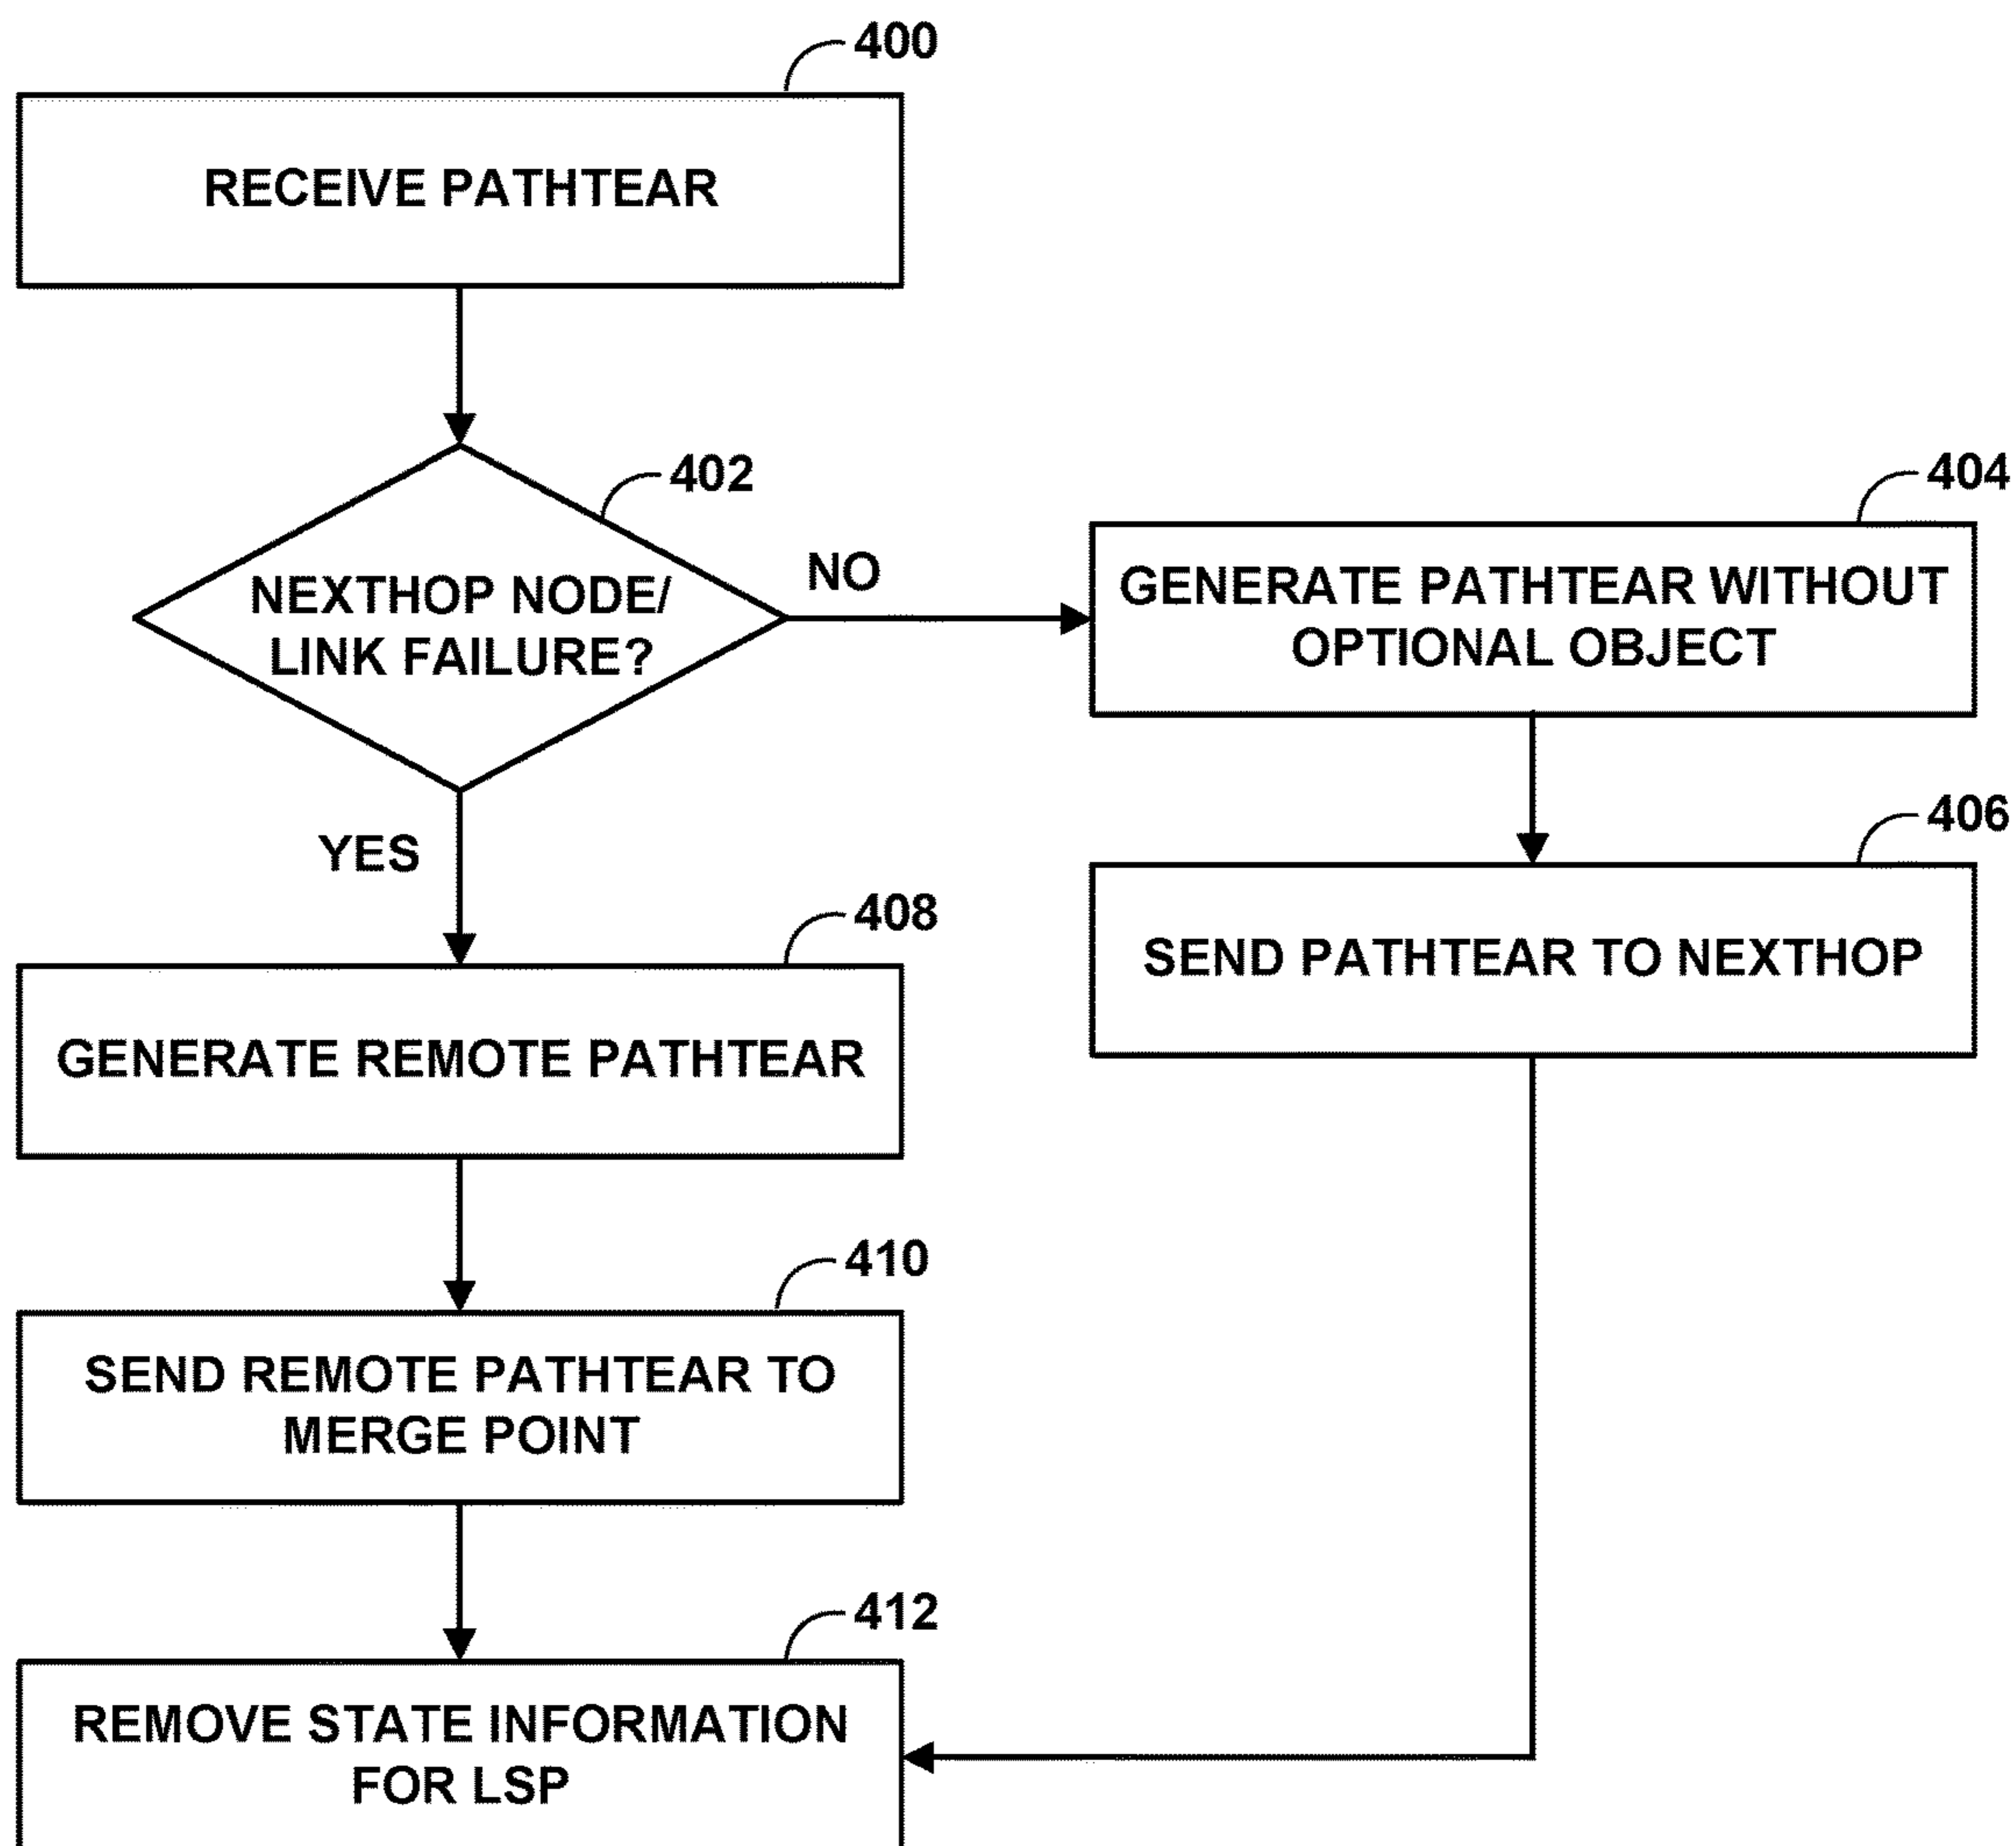 400
RECEIVE PATHTEAR
402
NEXTHOP NODE/
LINK FAILURE?
NO
YES
404
GENERATE PATHTEAR WITHOUT
OPTIONAL OBJECT
406
SEND PATHTEAR TO NEXTHOP
408
GENERATE REMOTE PATHTEAR
410
SEND REMOTE PATHTEAR TO
MERGE POINT
412
REMOVE STATE INFORMATION
FOR LSP